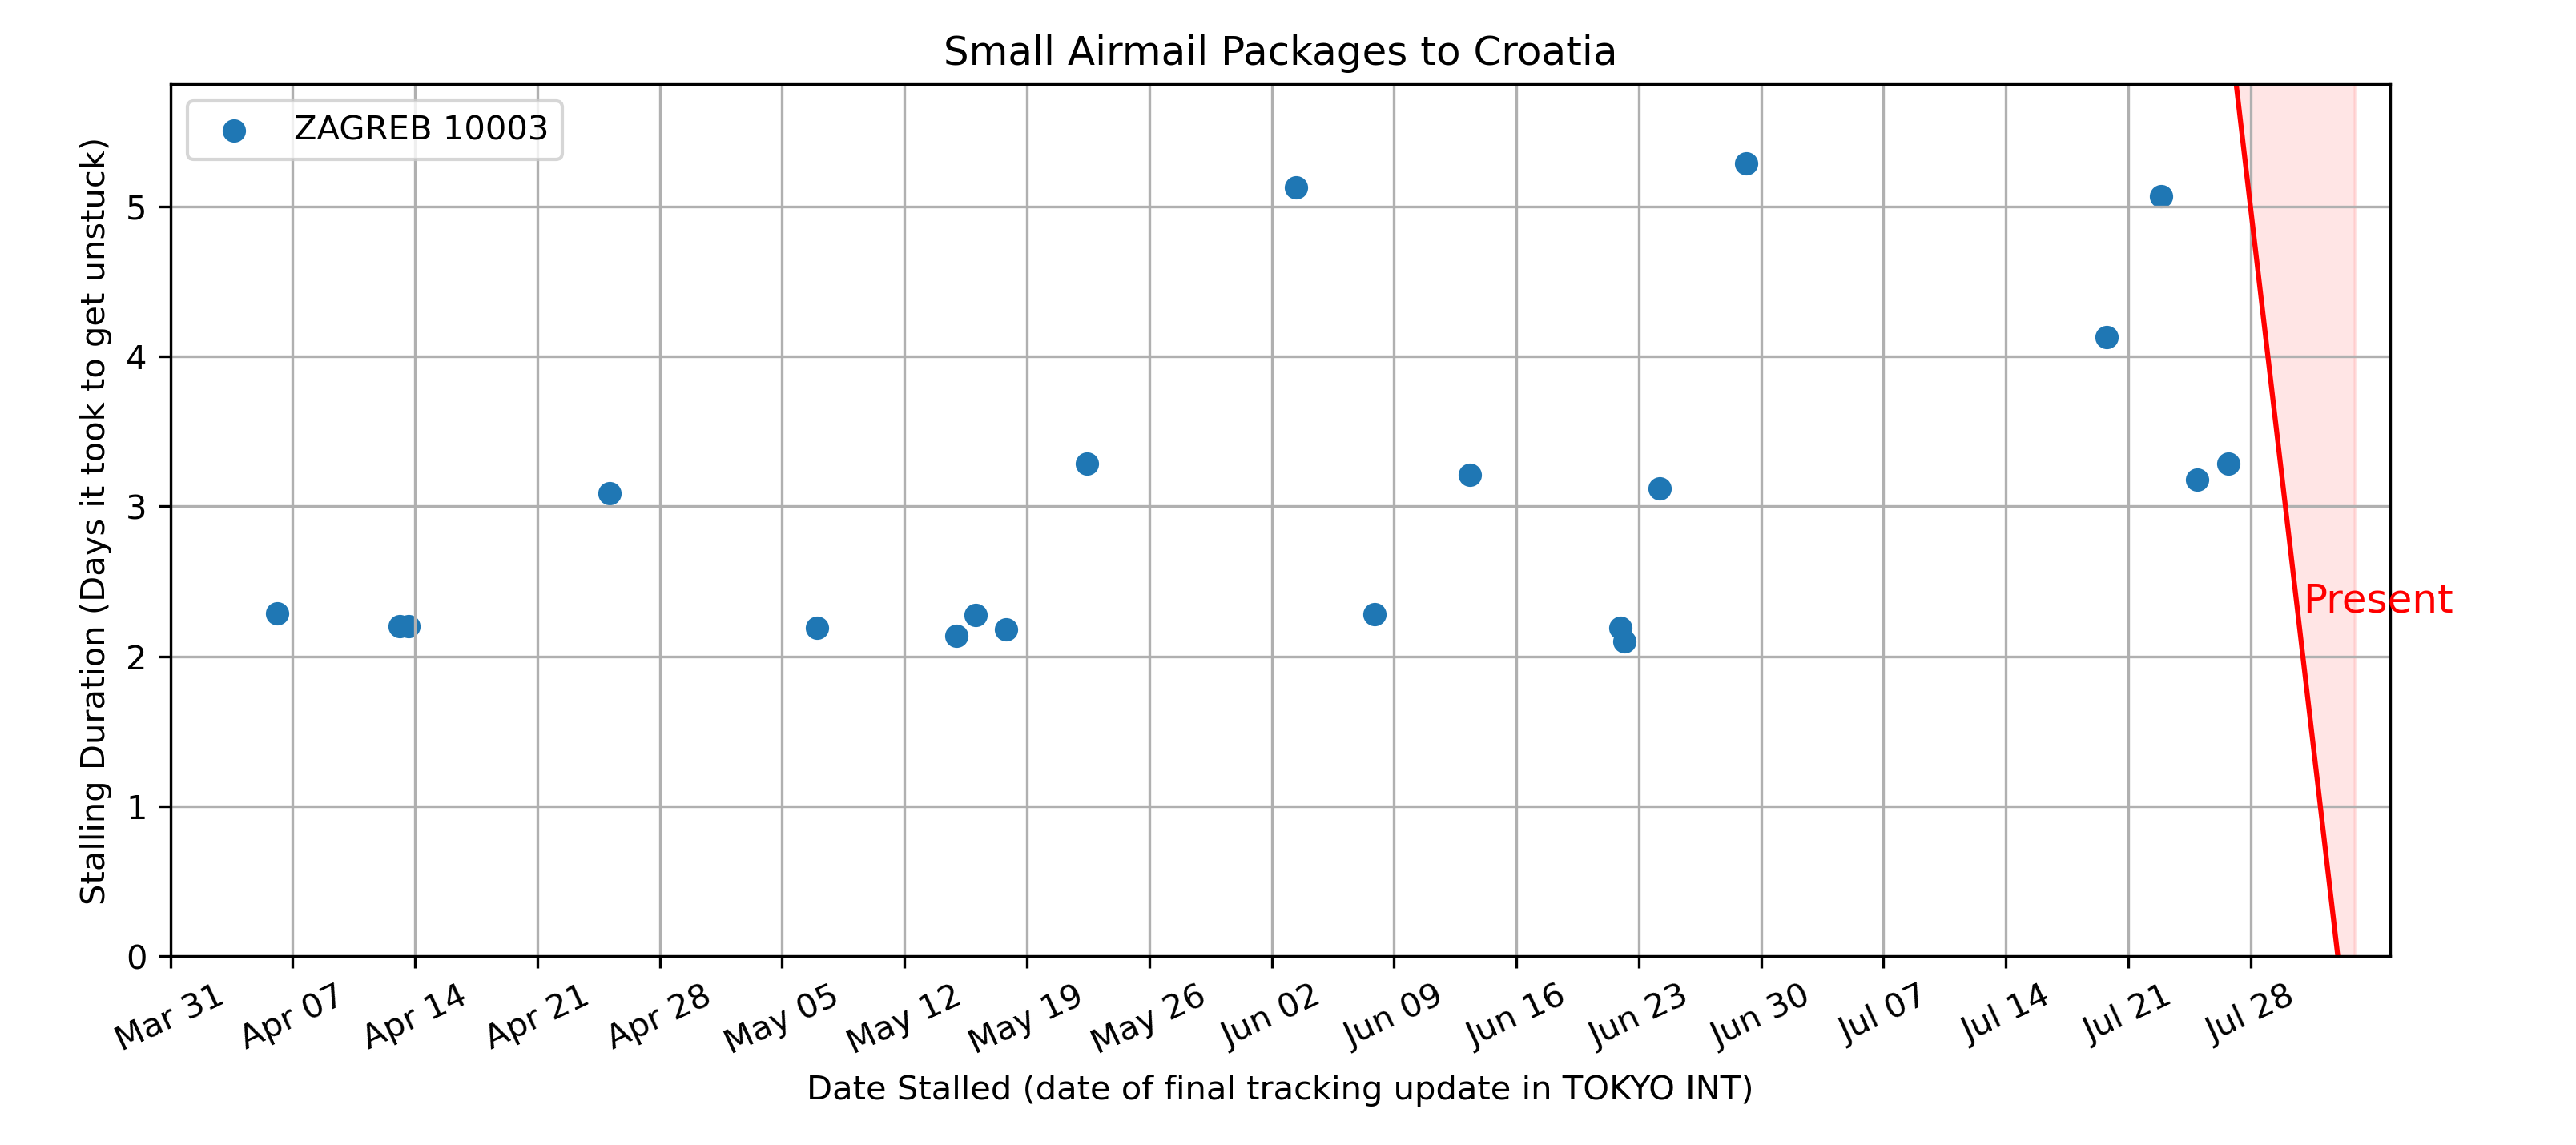 Small Airmail Packages to Croatia
ZAGREB 10003
Stalling Duration (Days it took to get unstuck)
5
4
3
2
1
0
Present
Mar 31 Apr 07 Apr 14 Apr 21 Apr 28 May 05 May 12 May 19 May 26 Jun 02 Jun 09 Jun 16 Jun 23 Jun 30 Jul 07 Jul 14 Jul 21 Jul 28
Date Stalled (date of final tracking update in TOKYO INT)